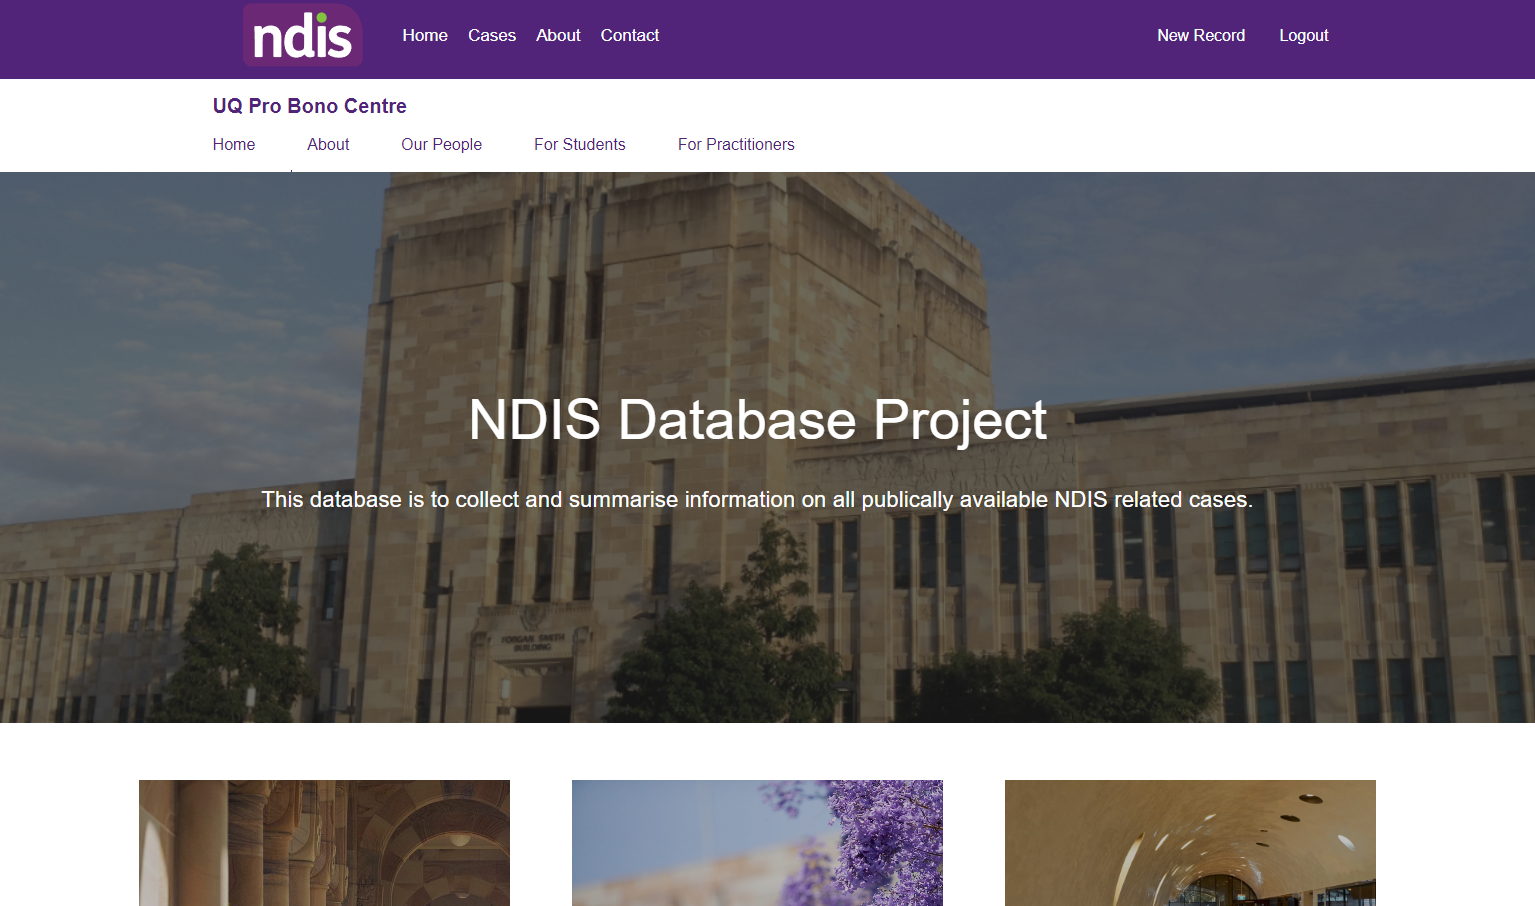 ndis
Home Cases About Contact New Record Logout
UQ Pro Bono Centre
Home About Our People For Students For Practitioners
NDIS Database Project
This database is to collect and summarise information on all publically available NDIS related cases.
FORGAN SMITH
BUILDING